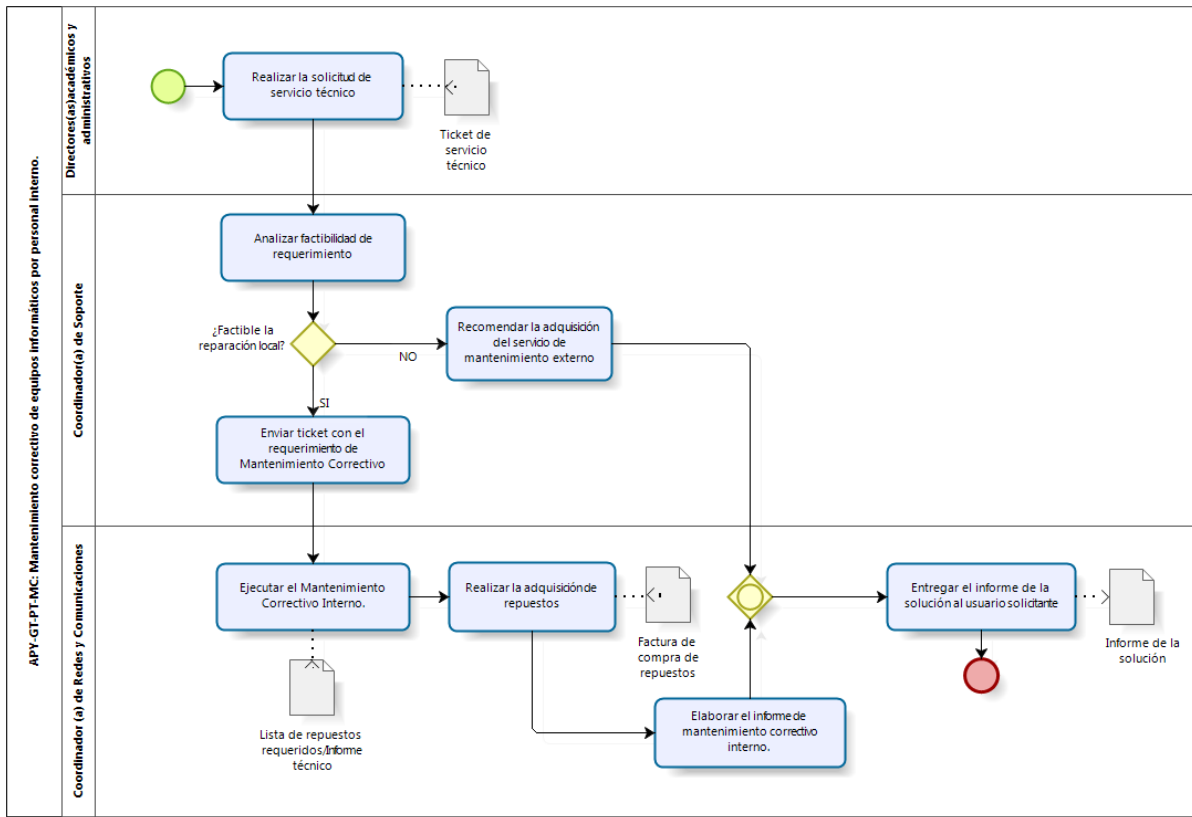 APY-GT-PT-MC: Mantenimiento correctivo de equipos informáticos por personal interno.
Directores(as)académicos y
administrativos
Realizar la solicitud de
servicio técnico
Ticket de
servicio
técnico
Coordinador(a) de Soporte
Analizar factibilidad de
requerimiento
¿Factible la
reparación local?
NO
Recomendar la adquisición
del servicio de
mantenimiento externo
SI
Enviar ticket con el
requerimiento de
Mantenimiento Correctivo
Coordinador (a) de Redes y Comunicaciones
Ejecutar el Mantenimiento
Correctivo Interno.
Lista de repuestos
requeridos/Informe
técnico
Realizar la adquisiciónde
repuestos
Factura de
compra de
repuestos
Elaborar el informe de
mantenimiento correctivo
interno.
Entregar el informe de la
solución al usuario solicitante
Informe de la
solución